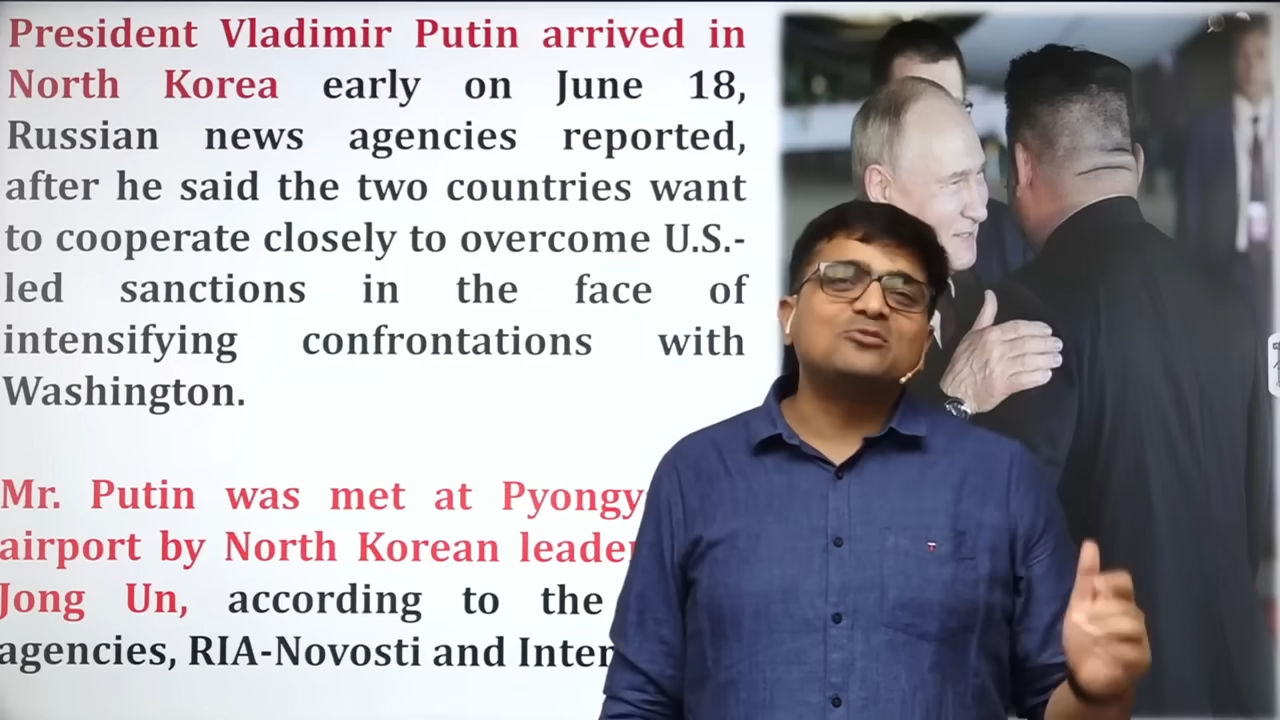 President Vladimir Putin arrived in
North Korea early on June 18,
Russian news agencies reported,
after he said the two countries want
to cooperate closely to overcome U.S.-
led sanctions in the face of
intensifying confrontations with
Washington.
Mr. Putin was met at
airport by North Korean
Jong Un, according to the
agencies, RIA-Novosti and